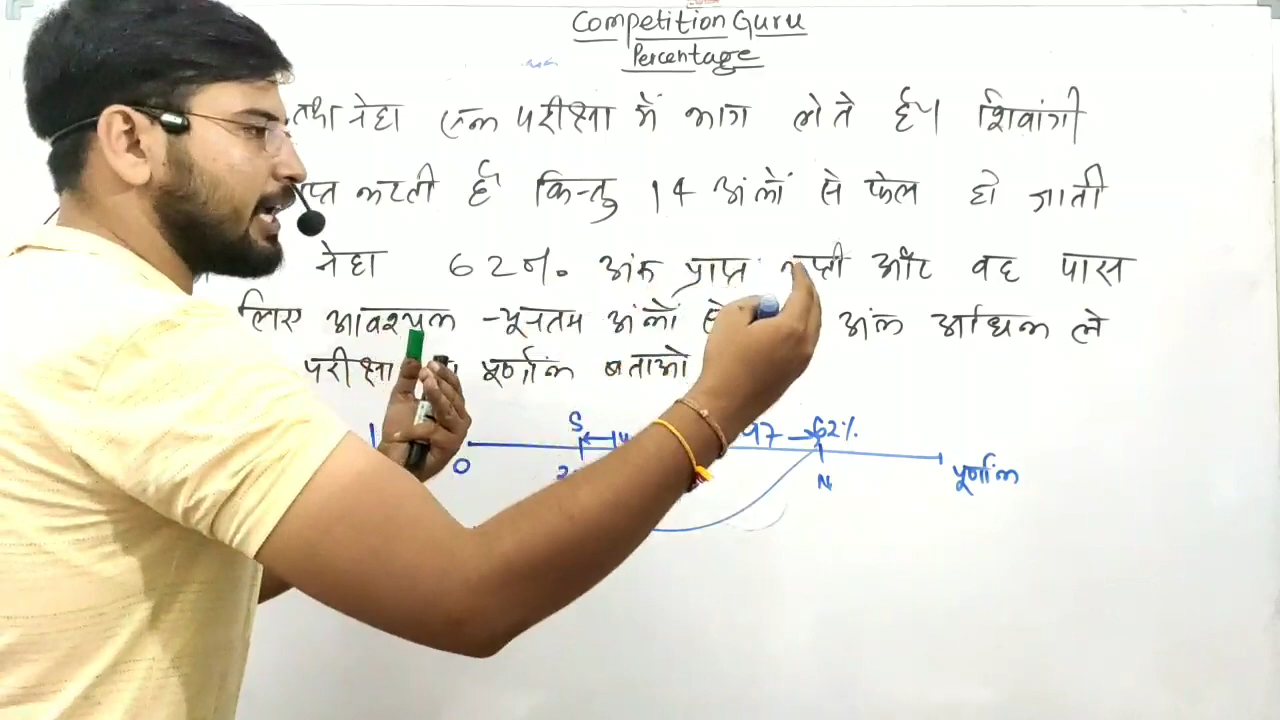 Competition Guru
Percentage
तथा नेहा एक परीक्षा में भाग लेते हैं। शिवांगी
करती है किन्तु 14 अंकों से फेल हो जाती
नेहा 62% अंक प्राप्त और वह पास
लिए आवश्यक न्यूनतम अंकों से अंक अधिक ले
परीक्षा पूर्णांक बताओ
S 97 62%
0 N पूर्णांक